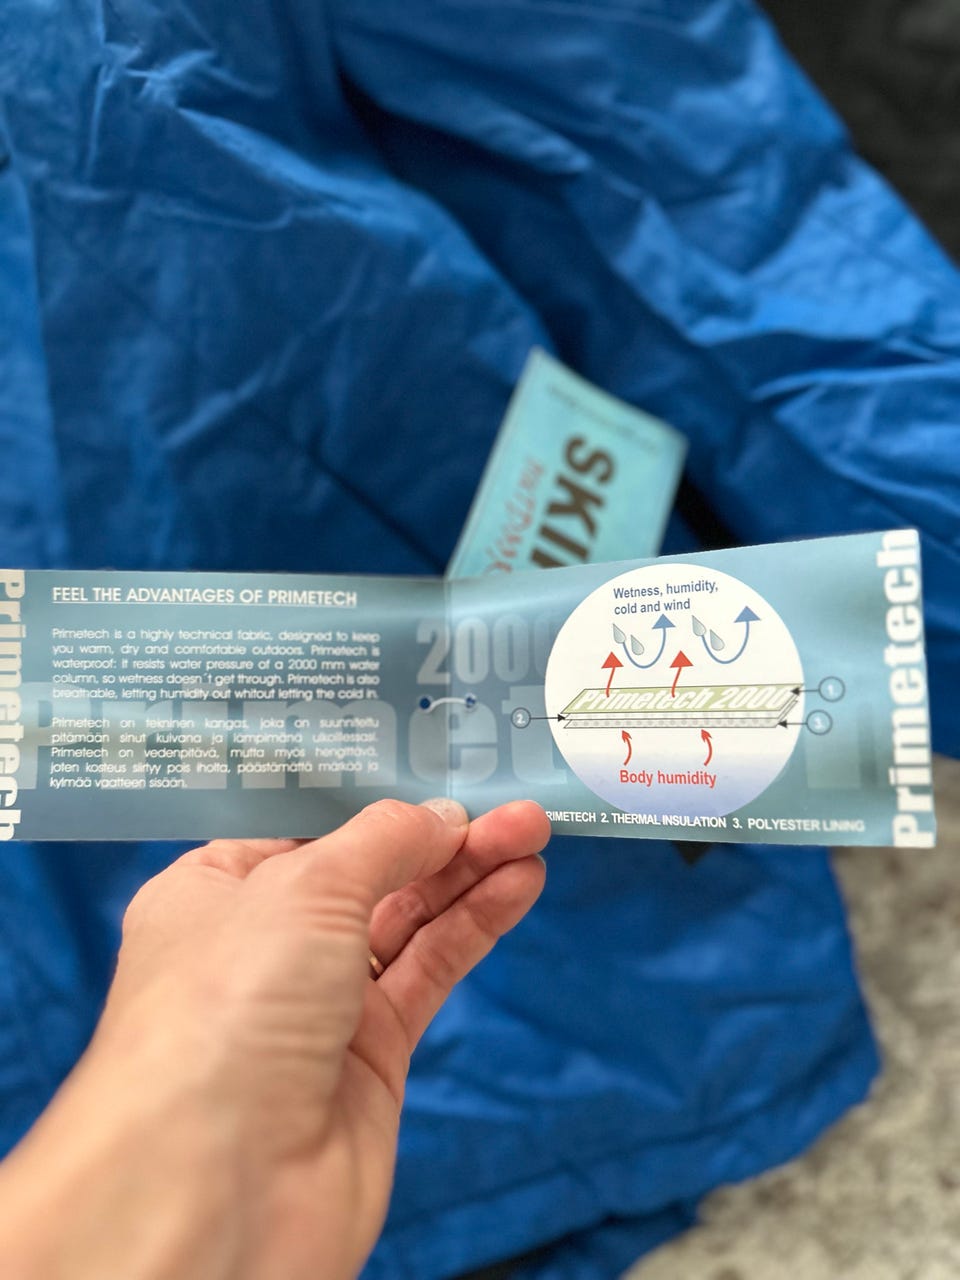 Primetech
FEEL THE ADVANTAGES OF PRIMETECH
Primetech is a highly technical fabric, designed to keep
you warm, dry and comfortable outdoors. Primetech is
waterproof: it resists water pressure of a 2000 mm water
column, so wetness doesn´t get through. Primetech is also
breathable, letting humidity out whitout letting the cold in.
Primetech on tekninen kangas, joka on suunniteltu
pitämään sinut kuivana ja lämpimänä ulkoillessasi.
Primetech on vedenpitävä, mutta myös hengittävä,
joten kosteus siirtyy pois iholta, päästämättä märkää ja
kylmää vaatteen sisään.
2000
Primet
Wetness, humidity,
cold and wind
Primetech 2000
1.
2.
3.
Body humidity
RIMETECH 2. THERMAL INSULATION 3. POLYESTER LINING
Primetech
SKI